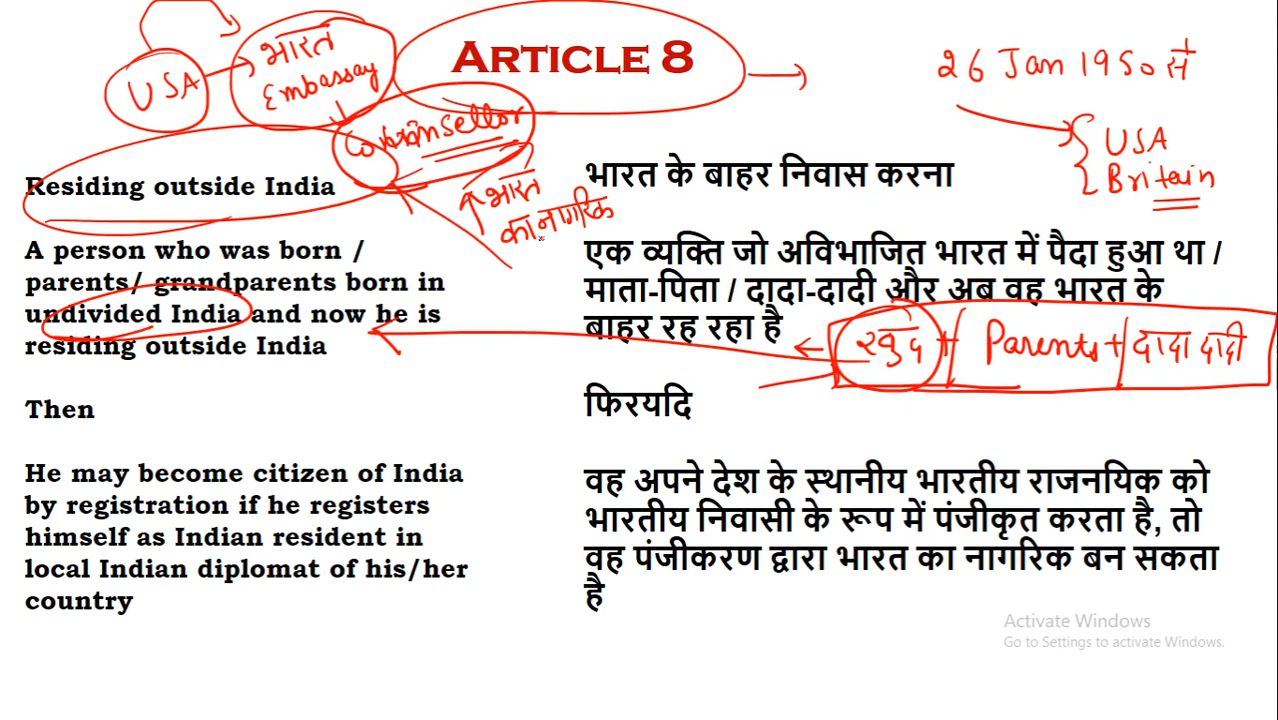 USA
भारत
Embassay
ARTICLE 8
26 Jan 1950 से
USA
Britain
Residing outside India
भारत का नागरिक
A person who was born /
parents/ grandparents born in
undivided India and now he is
residing outside India
Then
He may become citizen of India
by registration if he registers
himself as Indian resident in
local Indian diplomat of his/her
country
भारत के बाहर निवास करना
एक व्यक्ति जो अविभाजित भारत में पैदा हुआ था /
माता-पिता / दादा-दादी और अब वह भारत के
बाहर रह रहा है
खुद + Parents + दादा दादी
फिरयदि
वह अपने देश के स्थानीय भारतीय राजनयिक को
भारतीय निवासी के रूप में पंजीकृत करता है, तो
वह पंजीकरण द्वारा भारत का नागरिक बन सकता
है
Activate Windows
Go to Settings to activate Windows.